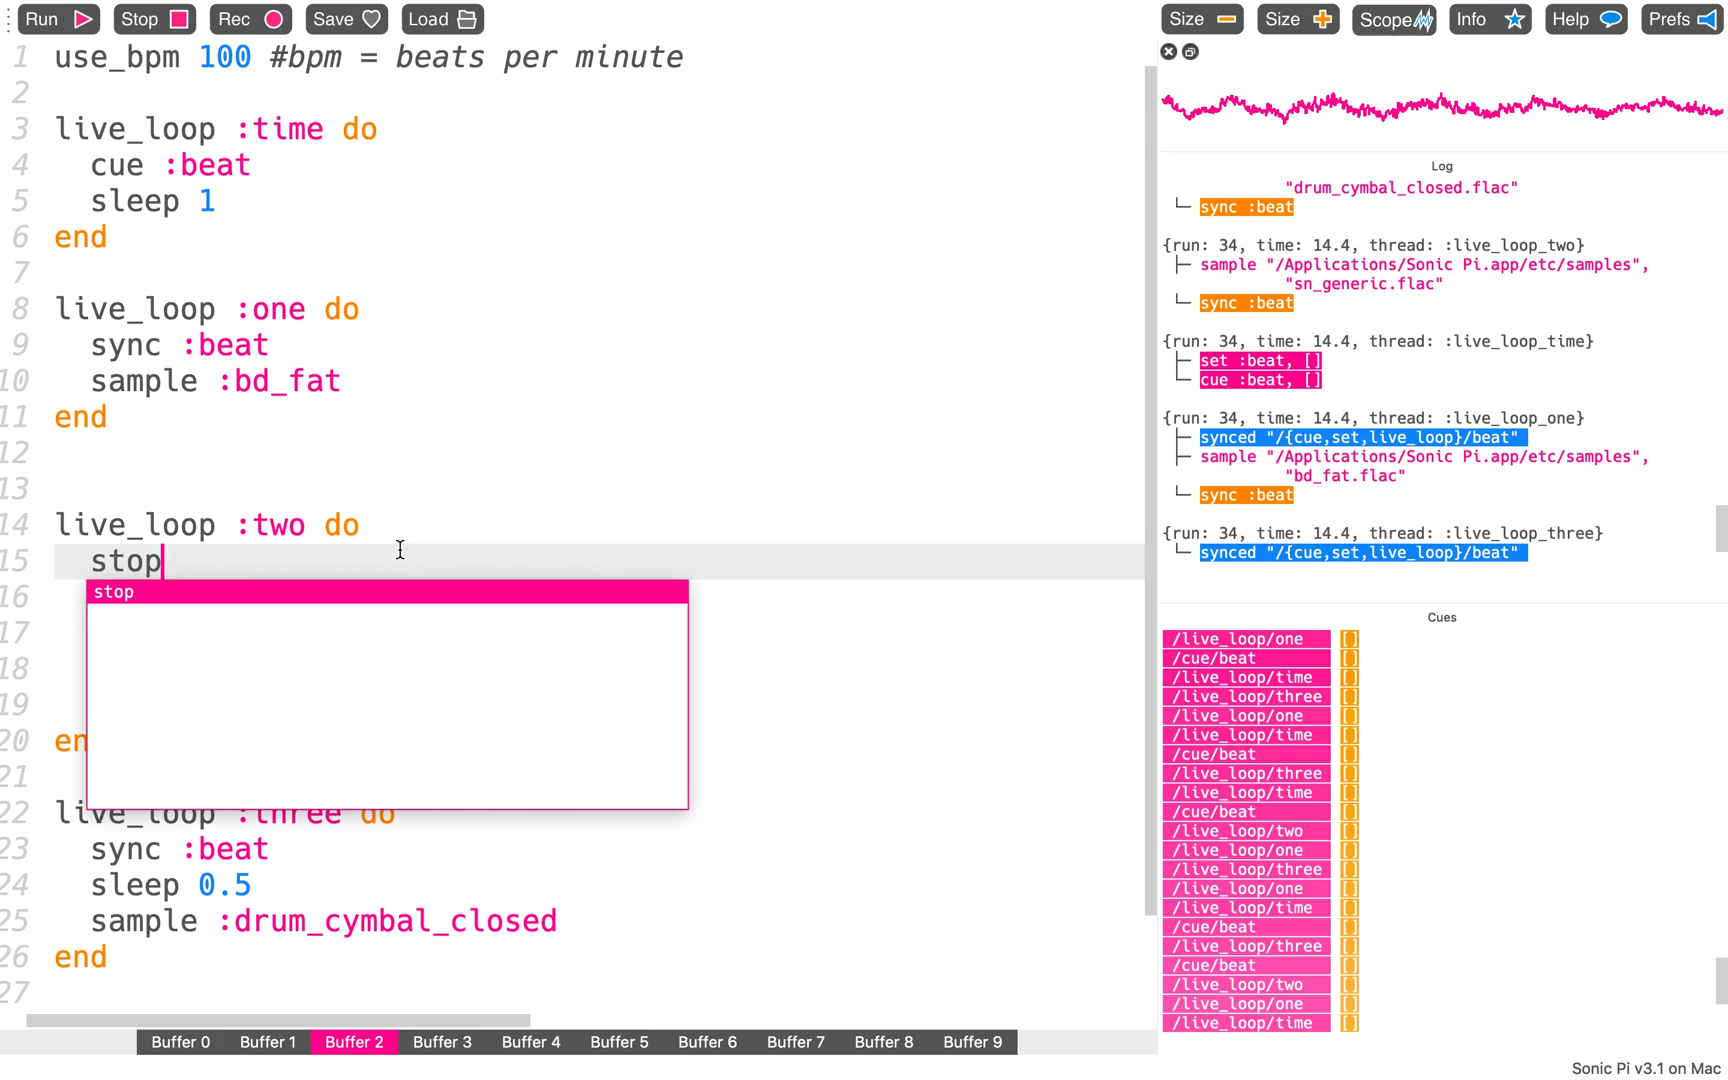 Run Stop Rec Save Load Size Size Scope Info Help Prefs
1 use_bpm 100 #bpm = beats per minute
2
3 live_loop :time do
4 cue :beat
5 sleep 1
6 end
7
8 live_loop :one do
9 sync :beat
10 sample :bd_fat
11 end
12
13
14 live_loop :two do
15 stop
stop
16
17
18
19
20 en
21
22 live_loop :three do
23 sync :beat
24 sleep 0.5
25 sample :drum_cymbal_closed
26 end
27
Buffer 0 Buffer 1 Buffer 2 Buffer 3 Buffer 4 Buffer 5 Buffer 6 Buffer 7 Buffer 8 Buffer 9
Log
"drum_cymbal_closed.flac"
└─ sync :beat
{run: 34, time: 14.4, thread: :live_loop_two}
├─ sample "/Applications/Sonic Pi.app/etc/samples",
"sn_generic.flac"
└─ sync :beat
{run: 34, time: 14.4, thread: :live_loop_time}
├─ set :beat, []
└─ cue :beat, []
{run: 34, time: 14.4, thread: :live_loop_one}
├─ synced "/{cue,set,live_loop}/beat"
├─ sample "/Applications/Sonic Pi.app/etc/samples",
"bd_fat.flac"
└─ sync :beat
{run: 34, time: 14.4, thread: :live_loop_three}
└─ synced "/{cue,set,live_loop}/beat"
Cues
/live_loop/one []
/cue/beat []
/live_loop/time []
/live_loop/three []
/live_loop/one []
/live_loop/time []
/cue/beat []
/live_loop/three []
/live_loop/time []
/cue/beat []
/live_loop/two []
/live_loop/one []
/live_loop/three []
/live_loop/one []
/live_loop/time []
/cue/beat []
/live_loop/three []
/cue/beat []
/live_loop/two []
/live_loop/one []
/live_loop/time []
Sonic Pi v3.1 on Mac